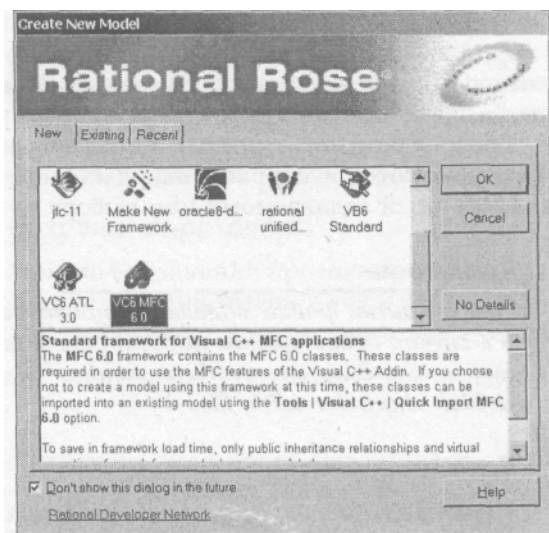 Create New Model
Rational Rose
New Existing Recent
OK
Cancel
No Details
jfc-11 Make New Framework oracle8-d... rational unified... VB6 Standard
VC6 ATL 3.0 VC6 MFC 6.0
Standard framework for Visual C++ MFC applications
The MFC 6.0 framework contains the MFC 6.0 classes. These classes are
required in order to use the MFC features of the Visual C++ Addin. If you choose
not to create a model using this framework at this time, these classes can be
imported into an existing model using the Tools | Visual C++ | Quick Import MFC
6.0 option.
To save in framework load time, only public inheritance relationships and virtual
Don't show this dialog in the future
Help
Rational Developer Network